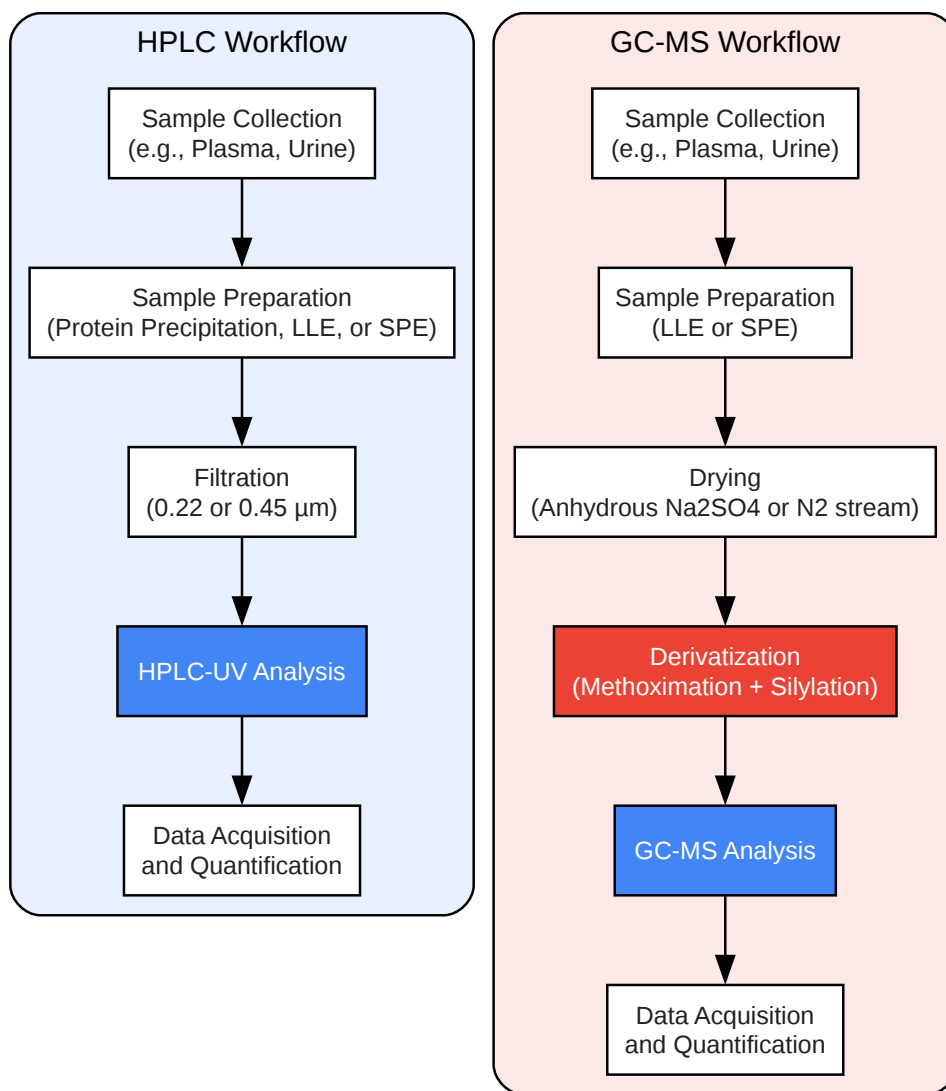 HPLC Workflow
Sample Collection
(e.g., Plasma, Urine)
Sample Preparation
(Protein Precipitation, LLE, or SPE)
Filtration
(0.22 or 0.45 µm)
HPLC-UV Analysis
Data Acquisition
and Quantification
GC-MS Workflow
Sample Collection
(e.g., Plasma, Urine)
Sample Preparation
(LLE or SPE)
Drying
(Anhydrous Na2SO4 or N2 stream)
Derivatization
(Methoximation + Silylation)
GC-MS Analysis
Data Acquisition
and Quantification